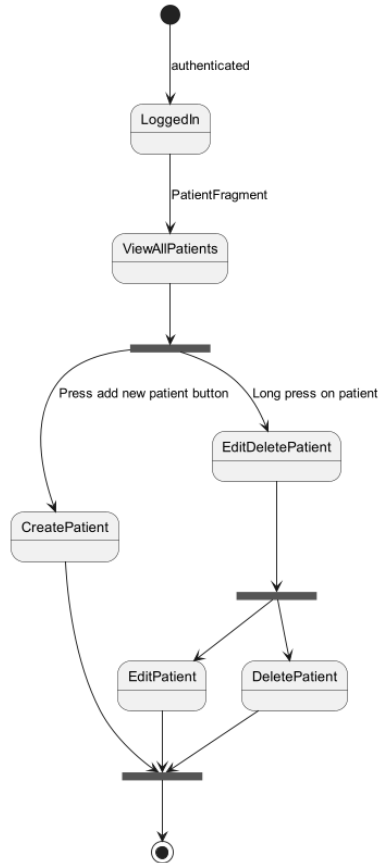 authenticated
LoggedIn
PatientFragment
ViewAllPatients
Press add new patient button
Long press on patient
EditDeletePatient
CreatePatient
EditPatient
DeletePatient